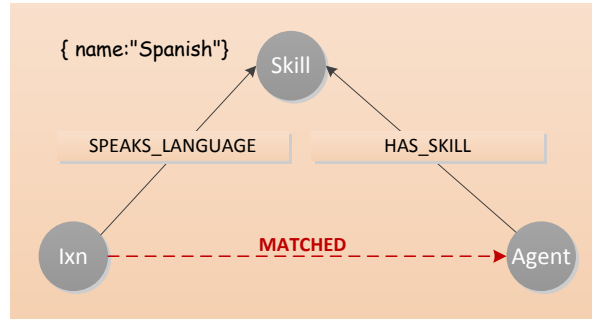 { name:"Spanish"}
Skill
SPEAKS_LANGUAGE
HAS_SKILL
MATCHED
Ixn
Agent